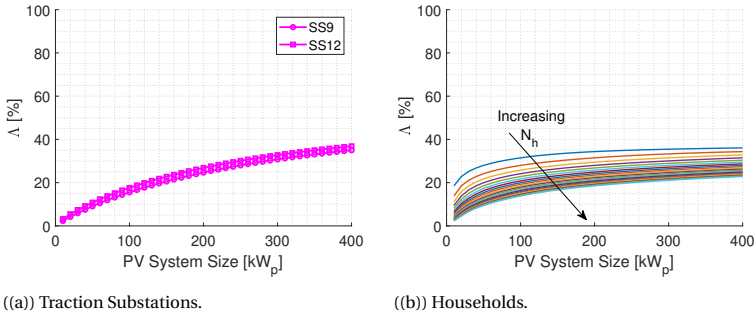 100
80
60
40
20
0
Λ [%]
0 100 200 300 400
PV System Size [kWp]
SS9
SS12
((a)) Traction Substations.
100
80
60
40
20
0
Λ [%]
Increasing
Nh
0 100 200 300 400
PV System Size [kWp]
((b)) Households.